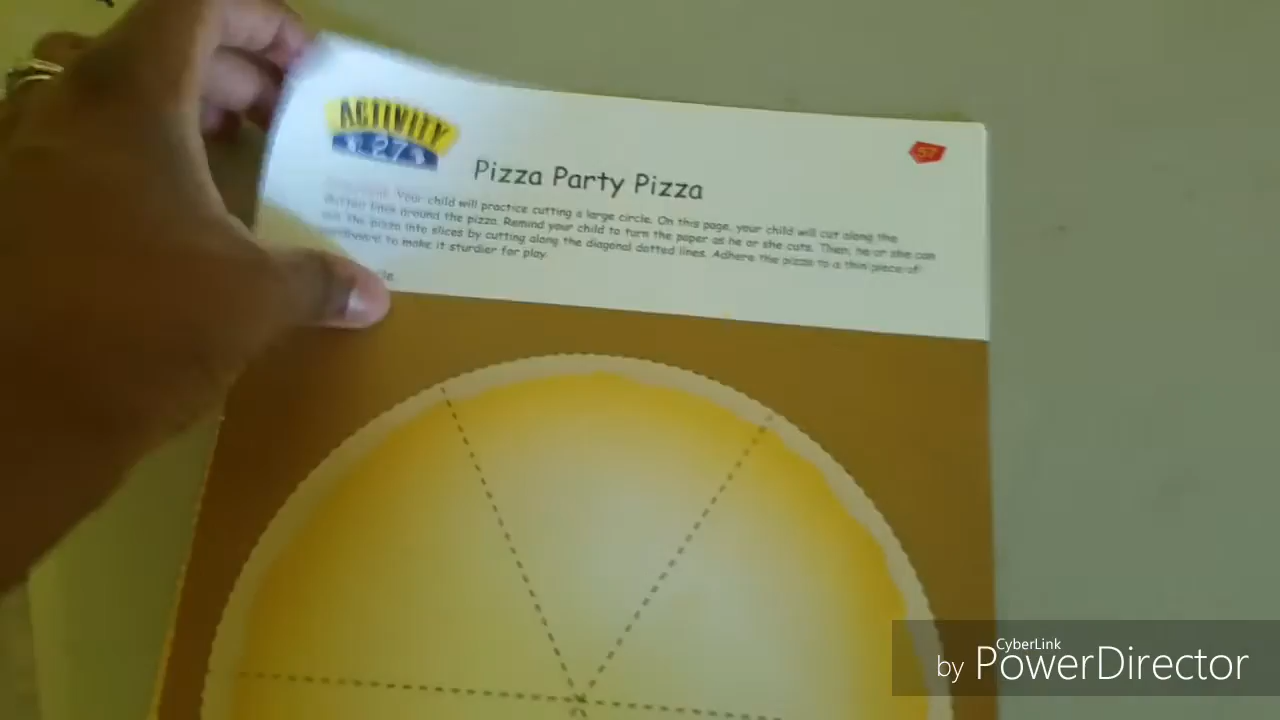 ACTIVITY
27
57
Pizza Party Pizza
Your child will practice cutting a large circle. On this page, your child will cut along the
dotted lines around the pizza. Remind your child to turn the paper as he or she cuts. Then, he or she can
cut the pizza into slices by cutting along the diagonal dotted lines. Adhere the pizza to a thin piece of
to make it sturdier for play.
CyberLink
by PowerDirector